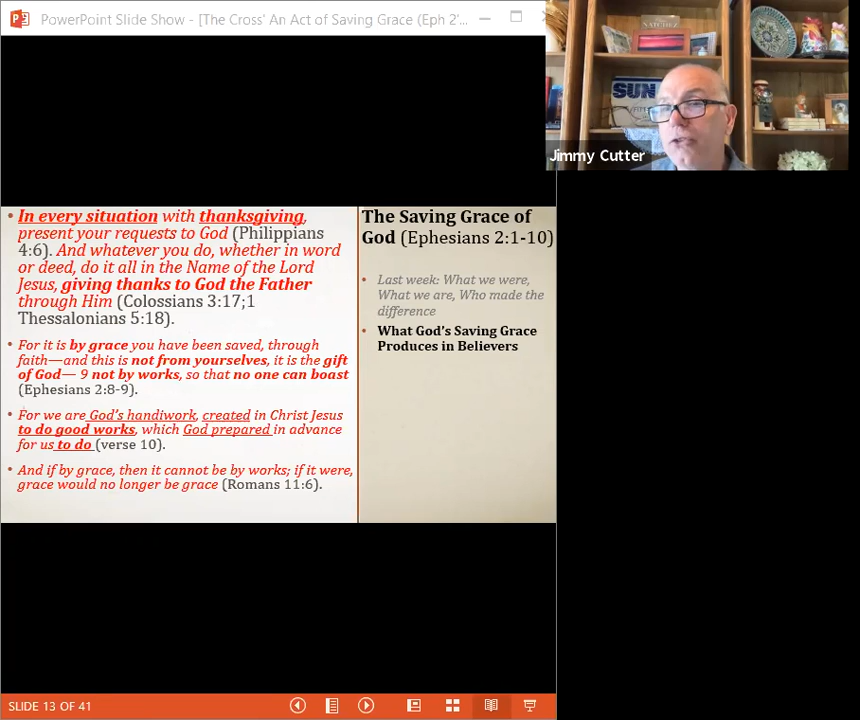 PowerPoint Slide Show - [The Cross' An Act of Saving Grace (Eph 2'...
NATCHEZ
SUN
Jimmy Cutter
• In every situation with thanksgiving,
present your requests to God (Philippians
4:6). And whatever you do, whether in word
or deed, do it all in the Name of the Lord
Jesus, giving thanks to God the Father
through Him (Colossians 3:17;1
Thessalonians 5:18).
For it is by grace you have been saved, through
faith—and this is not from yourselves, it is the gift
of God— 9 not by works, so that no one can boast
(Ephesians 2:8-9).
• For we are God's handiwork, created in Christ Jesus
to do good works, which God prepared in advance
for us to do (verse 10).
• And if by grace, then it cannot be by works; if it were,
grace would no longer be grace (Romans 11:6).
The Saving Grace of
God (Ephesians 2:1-10)
• Last week: What we were,
What we are, Who made the
difference
• What God's Saving Grace
Produces in Believers
SLIDE 13 OF 41